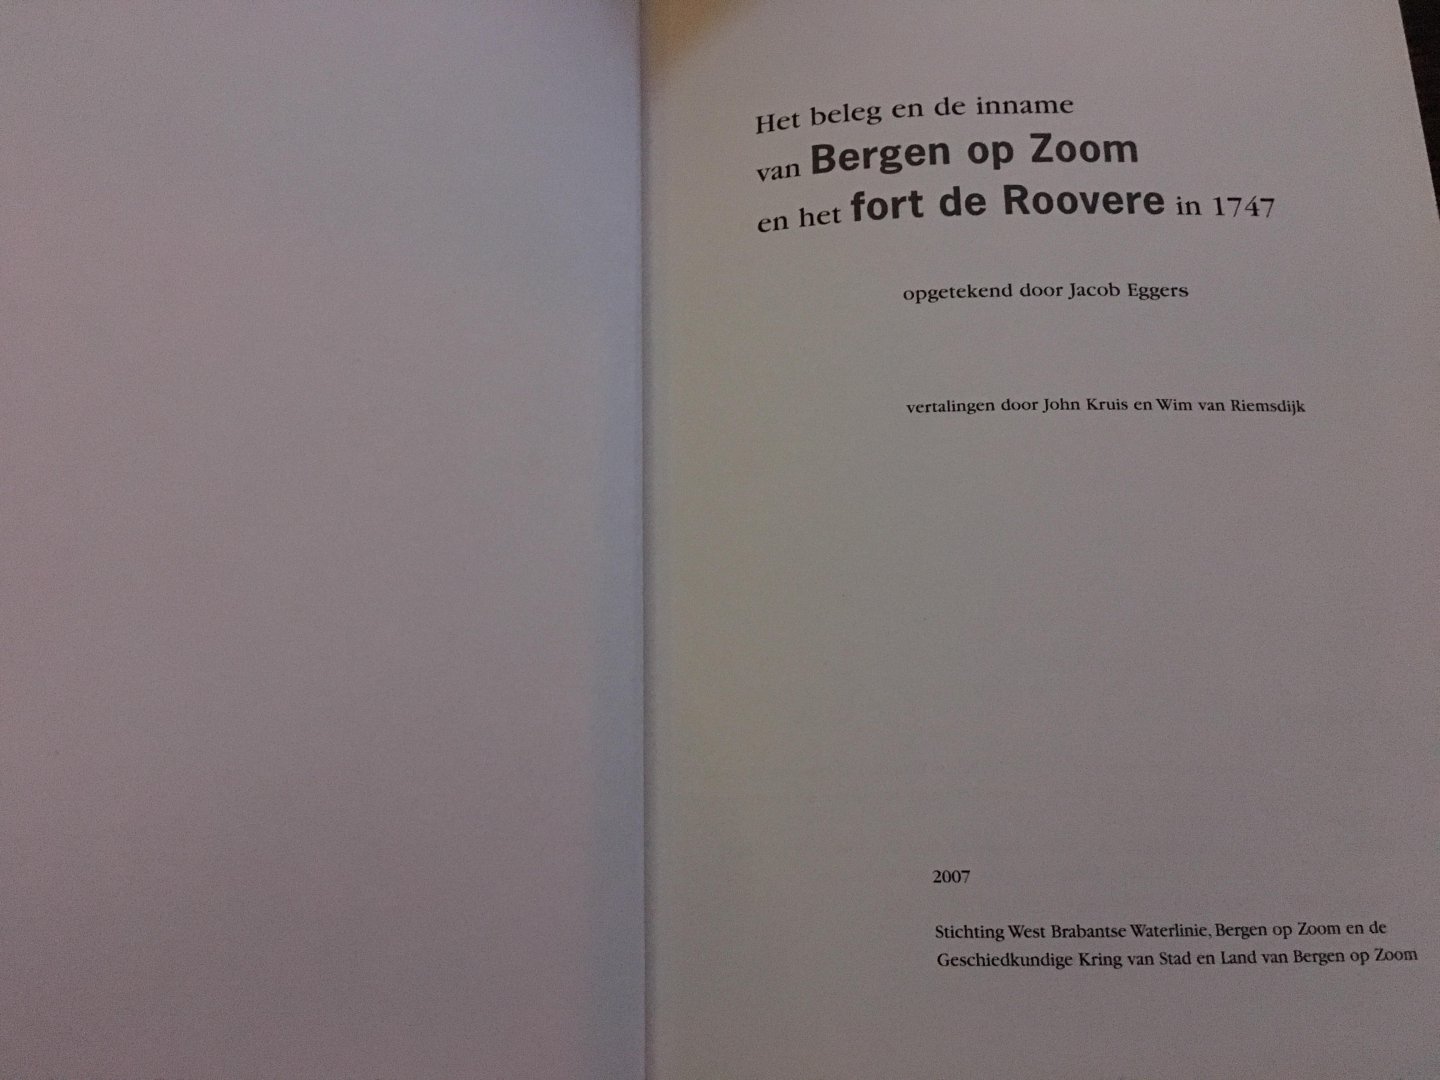 Het beleg en de inname
van Bergen op Zoom
en het fort de Roovere in 1747
opgetekend door Jacob Eggers
vertalingen door John Kruis en Wim van Riemsdijk
2007
Stichting West Brabantse Waterlinie, Bergen op Zoom en de
Geschiedkundige Kring van Stad en Land van Bergen op Zoom